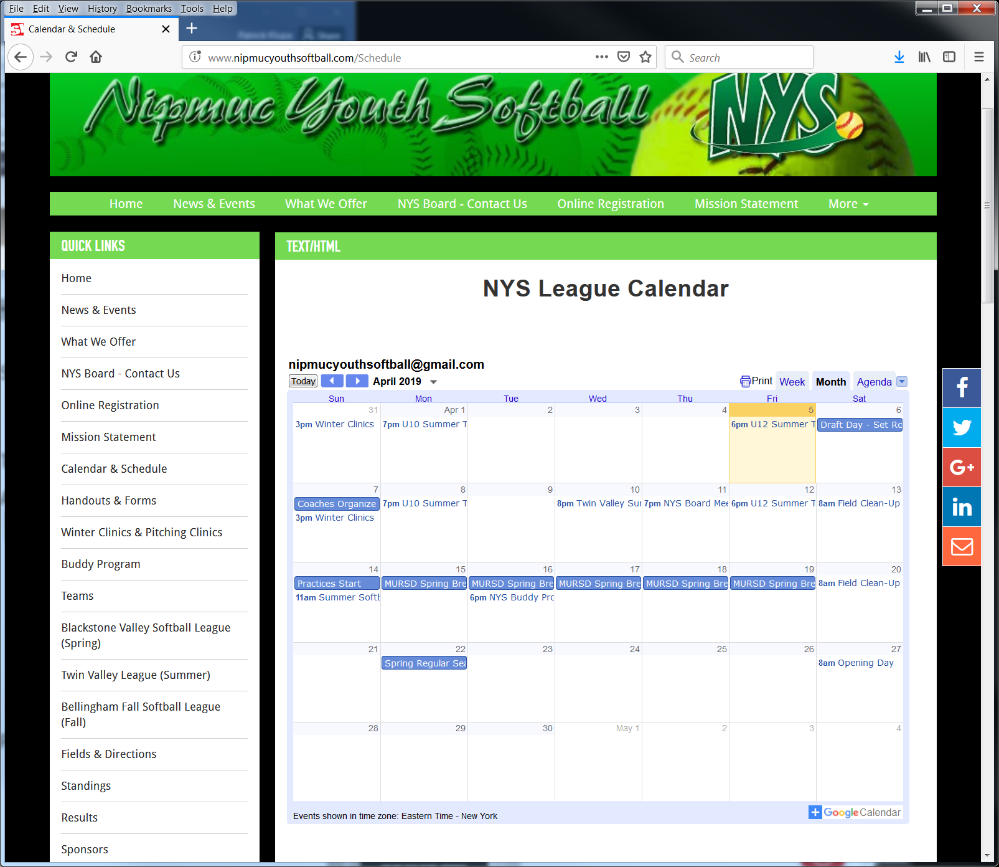 File Edit View History Bookmarks Tools Help
Calendar & Schedule
www.nipmucyouthsoftball.com/Schedule
Search
Nipmuc Youth Softball NYS
Home News & Events What We Offer NYS Board - Contact Us Online Registration Mission Statement More
QUICK LINKS
Home
News & Events
What We Offer
NYS Board - Contact Us
Online Registration
Mission Statement
Calendar & Schedule
Handouts & Forms
Winter Clinics & Pitching Clinics
Buddy Program
Teams
Blackstone Valley Softball League
(Spring)
Twin Valley League (Summer)
Bellingham Fall Softball League
(Fall)
Fields & Directions
Standings
Results
Sponsors
TEXT/HTML
NYS League Calendar
nipmucyouthsoftball@gmail.com
Today April 2019 Print Week Month Agenda
Sun Mon Tue Wed Thu Fri Sat
31 Apr 1 2 3 4 5 6
3pm Winter Clinics 7pm U10 Summer T 6pm U12 Summer T Draft Day - Set Ro
7 8 9 10 11 12 13
Coaches Organize 7pm U10 Summer T 8pm Twin Valley Sur 7pm NYS Board Mee 6pm U12 Summer T 8am Field Clean-Up
3pm Winter Clinics
14 15 16 17 18 19 20
Practices Start MURSD Spring Bre MURSD Spring Bre MURSD Spring Bre MURSD Spring Bre MURSD Spring Bre 8am Field Clean-Up
11am Summer Softb 6pm NYS Buddy Pro
21 22 23 24 25 26 27
Spring Regular Sea 8am Opening Day
28 29 30 May 1 2 3 4
Events shown in time zone: Eastern Time - New York
Google Calendar
f
G+
in